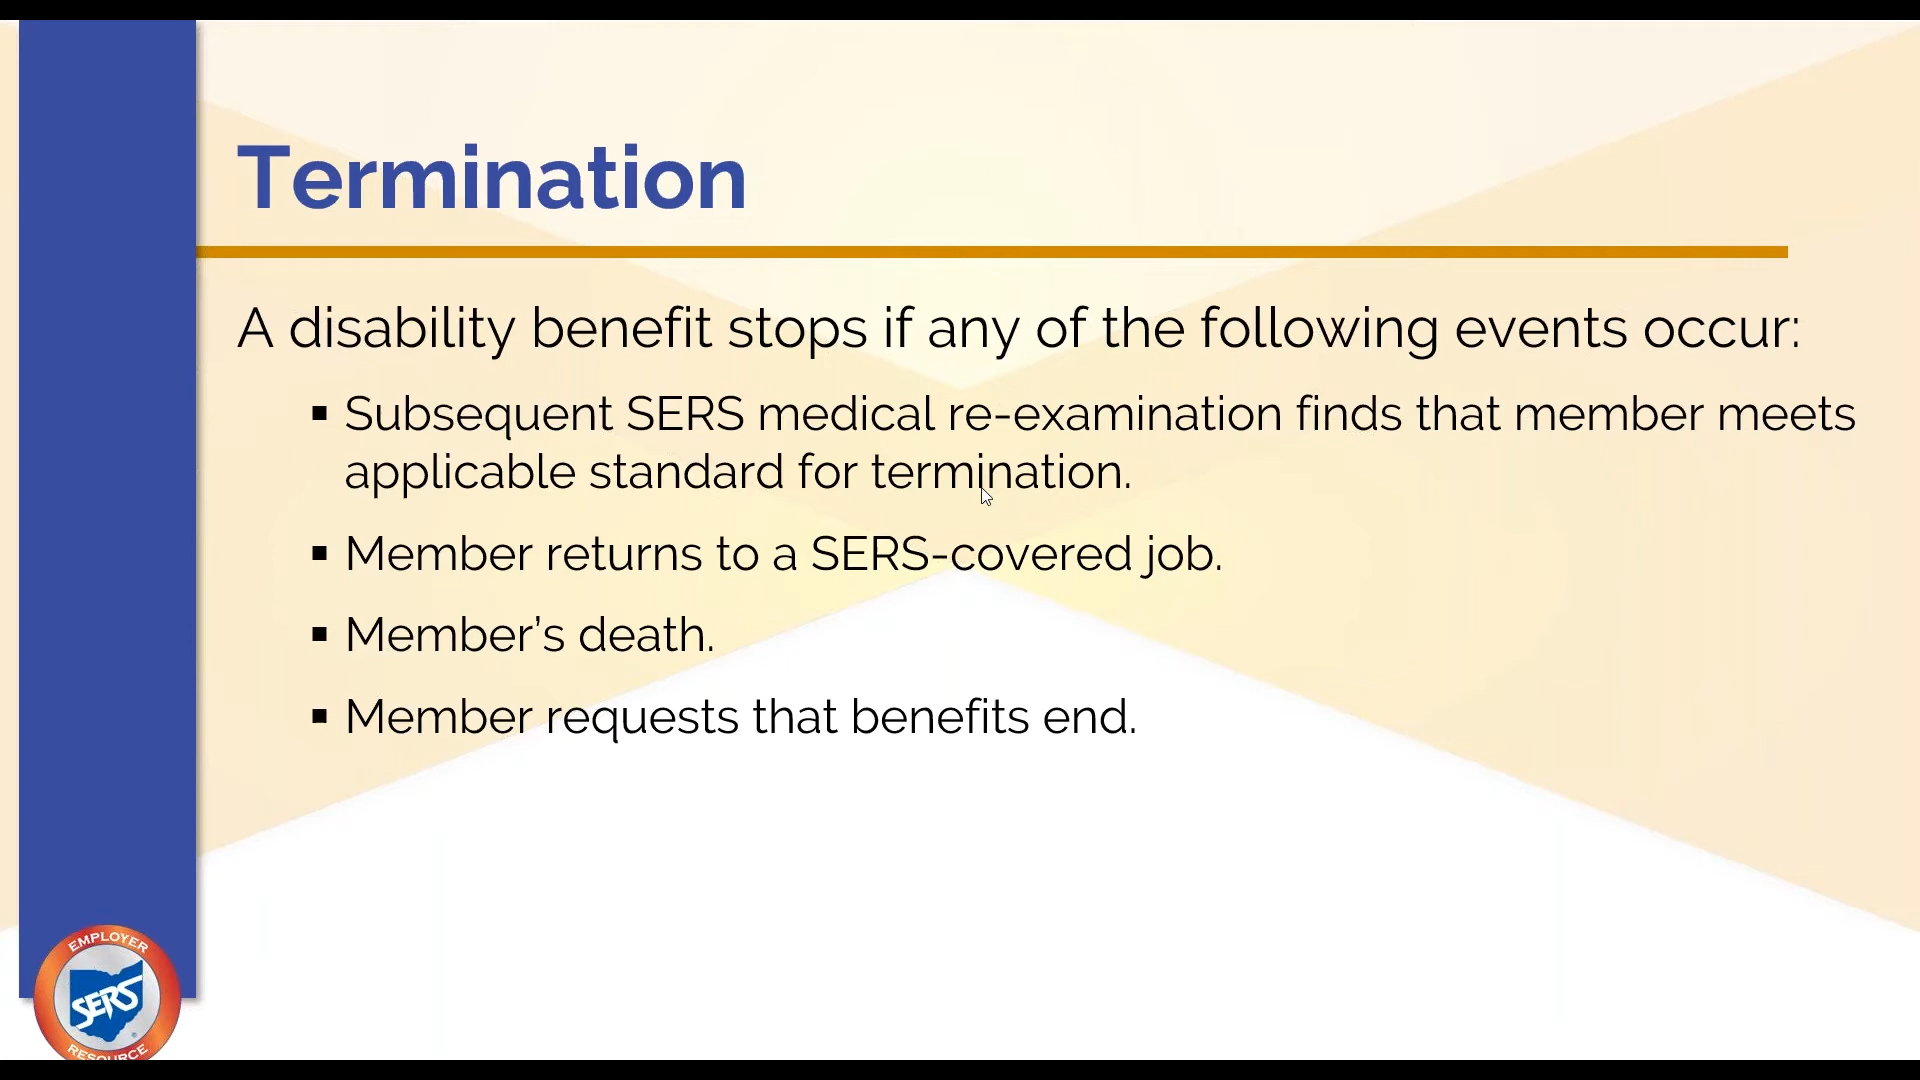 Termination
A disability benefit stops if any of the following events occur:
▪ Subsequent SERS medical re-examination finds that member meets
applicable standard for termination.
▪ Member returns to a SERS-covered job.
▪ Member’s death.
▪ Member requests that benefits end.
EMPLOYER
SERS
RESOURCE